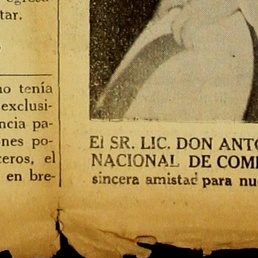 tar.
no tenía
exclusi-
ncia pa-
nes po-
ceros, el
en bre-
El SR. LIC. DON ANTO
NACIONAL DE COM
sincera amistad para nu